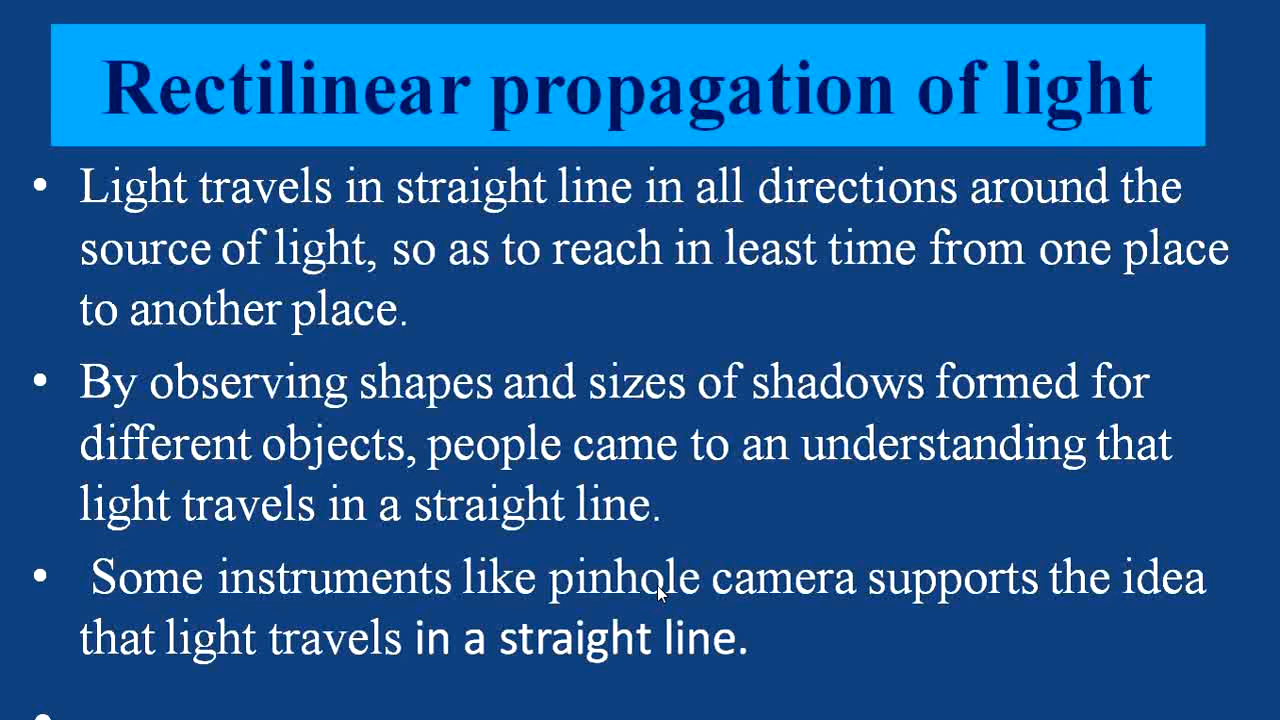 Rectilinear propagation of light
• Light travels in straight line in all directions around the
source of light, so as to reach in least time from one place
to another place.
• By observing shapes and sizes of shadows formed for
different objects, people came to an understanding that
light travels in a straight line.
• Some instruments like pinhole camera supports the idea
that light travels in a straight line.
•